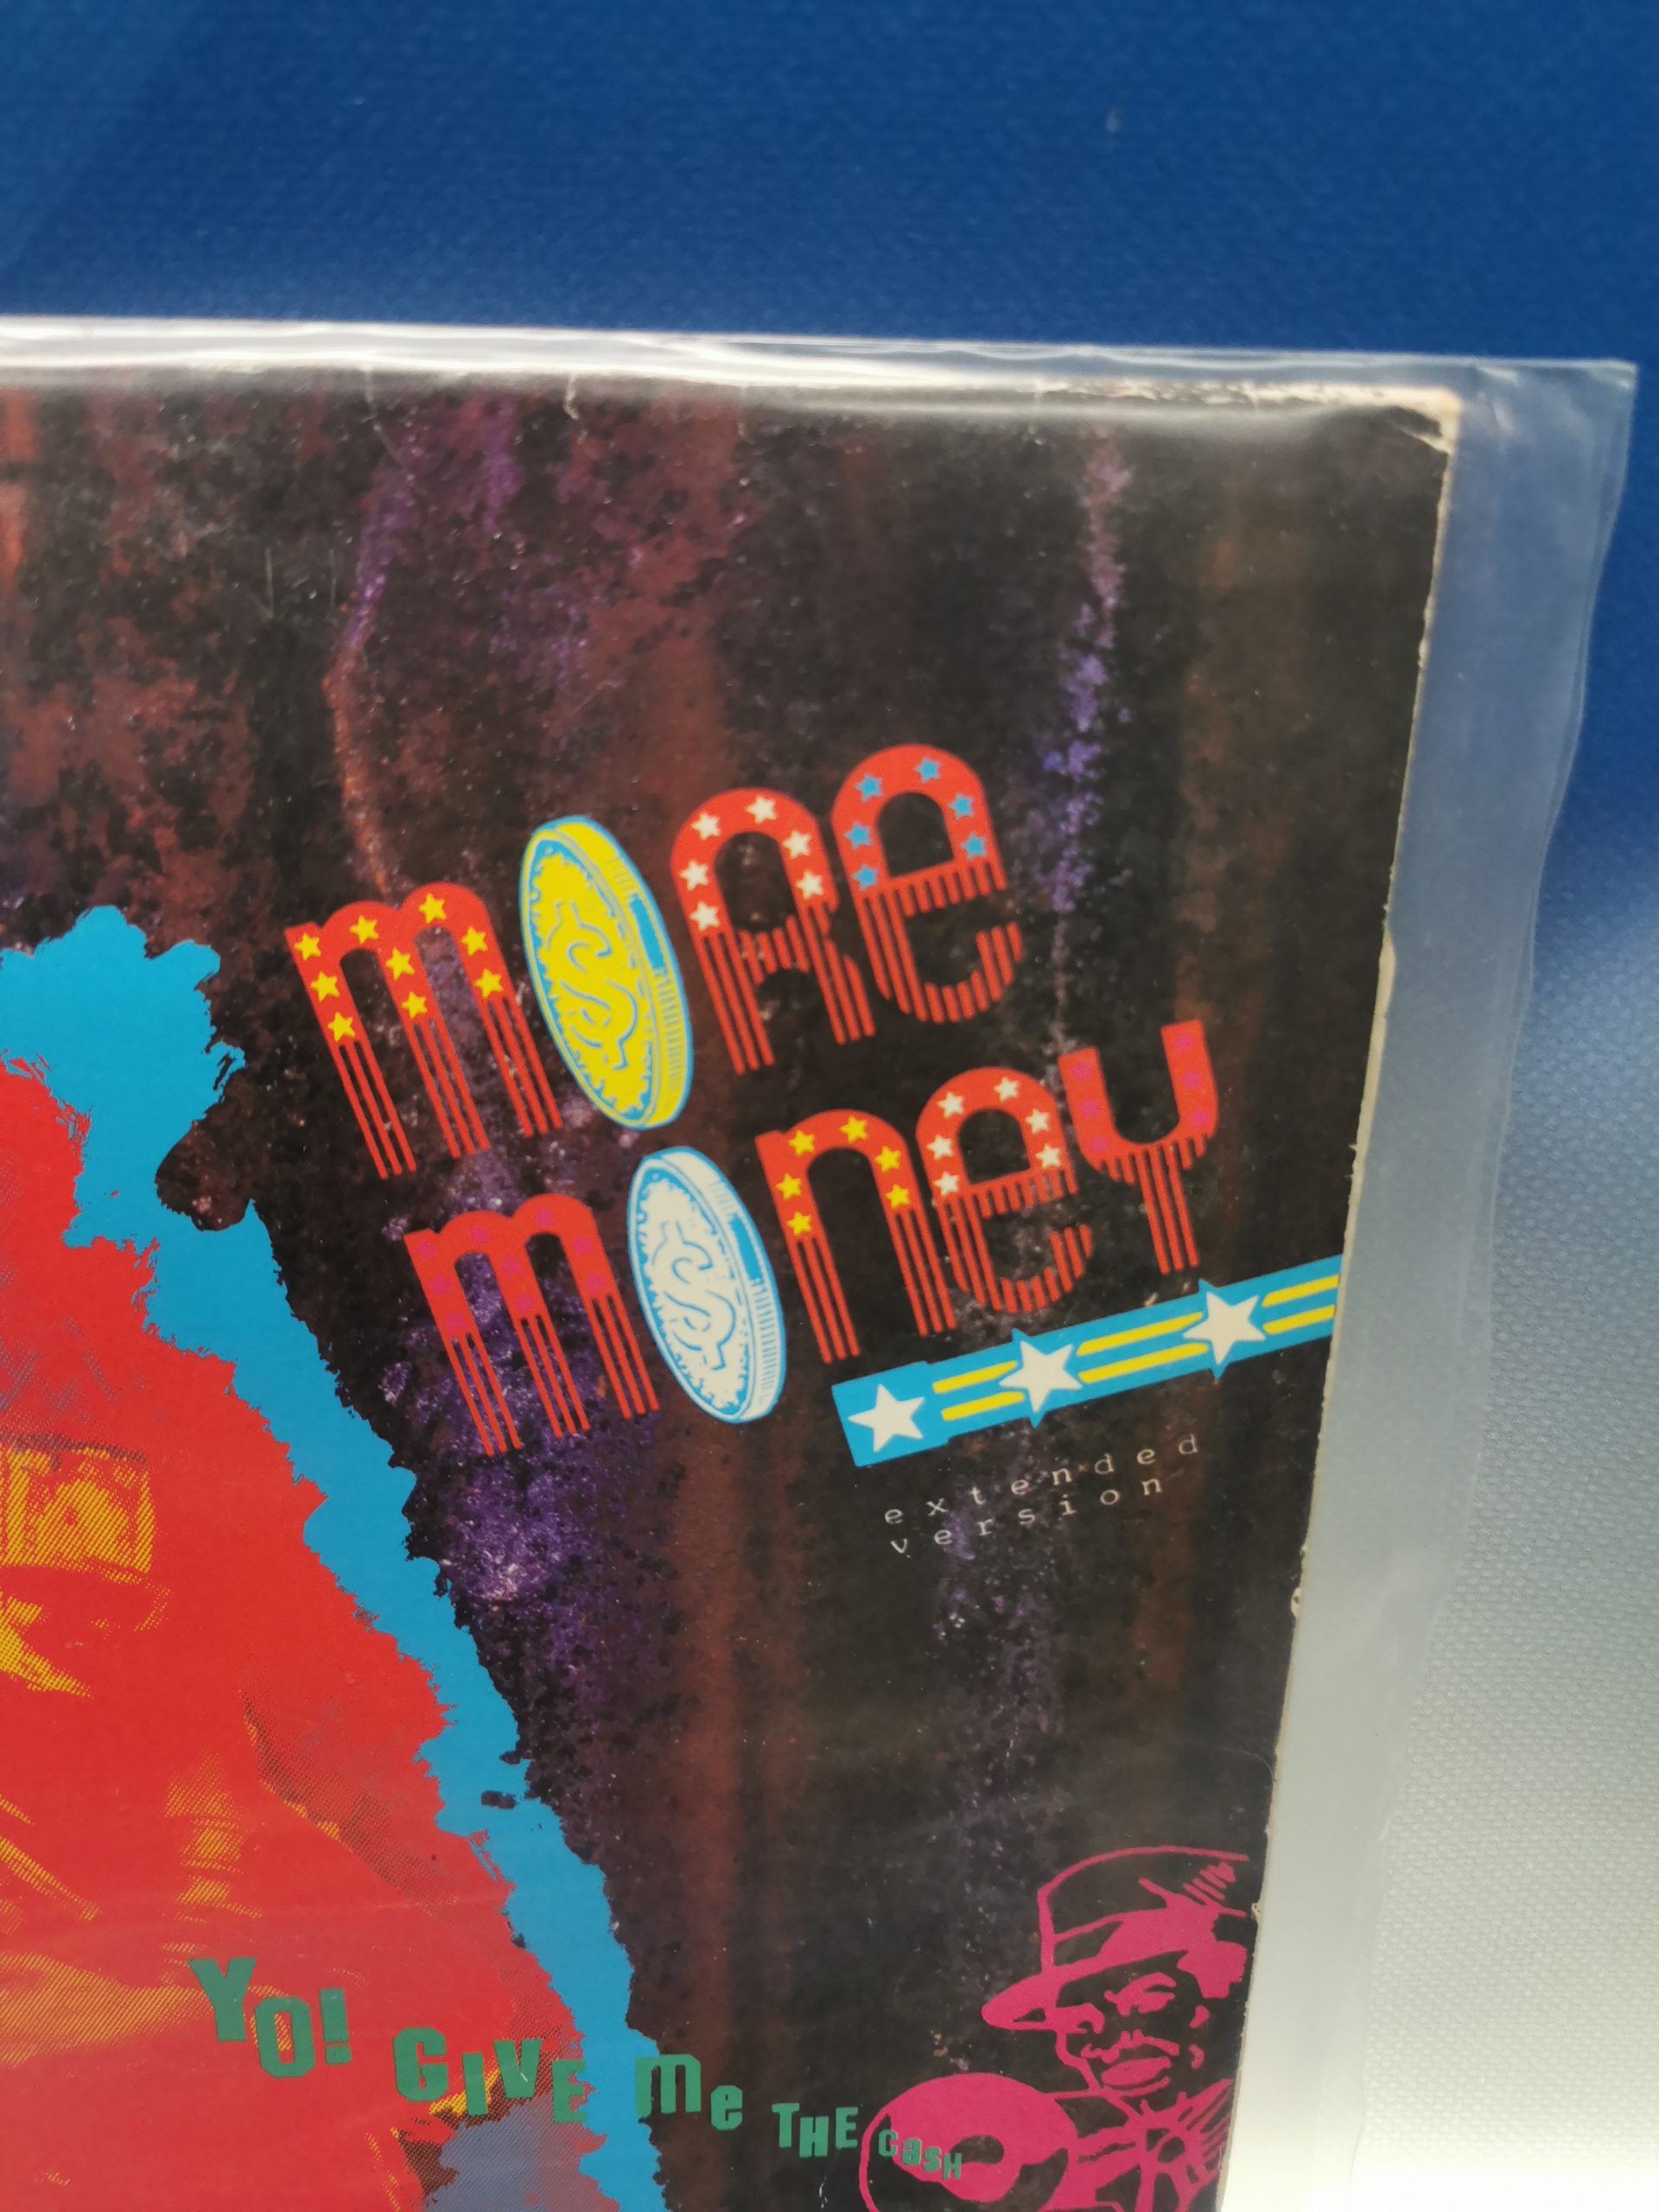 moRe
money
extended
version
YO! GIVE me THE CasH